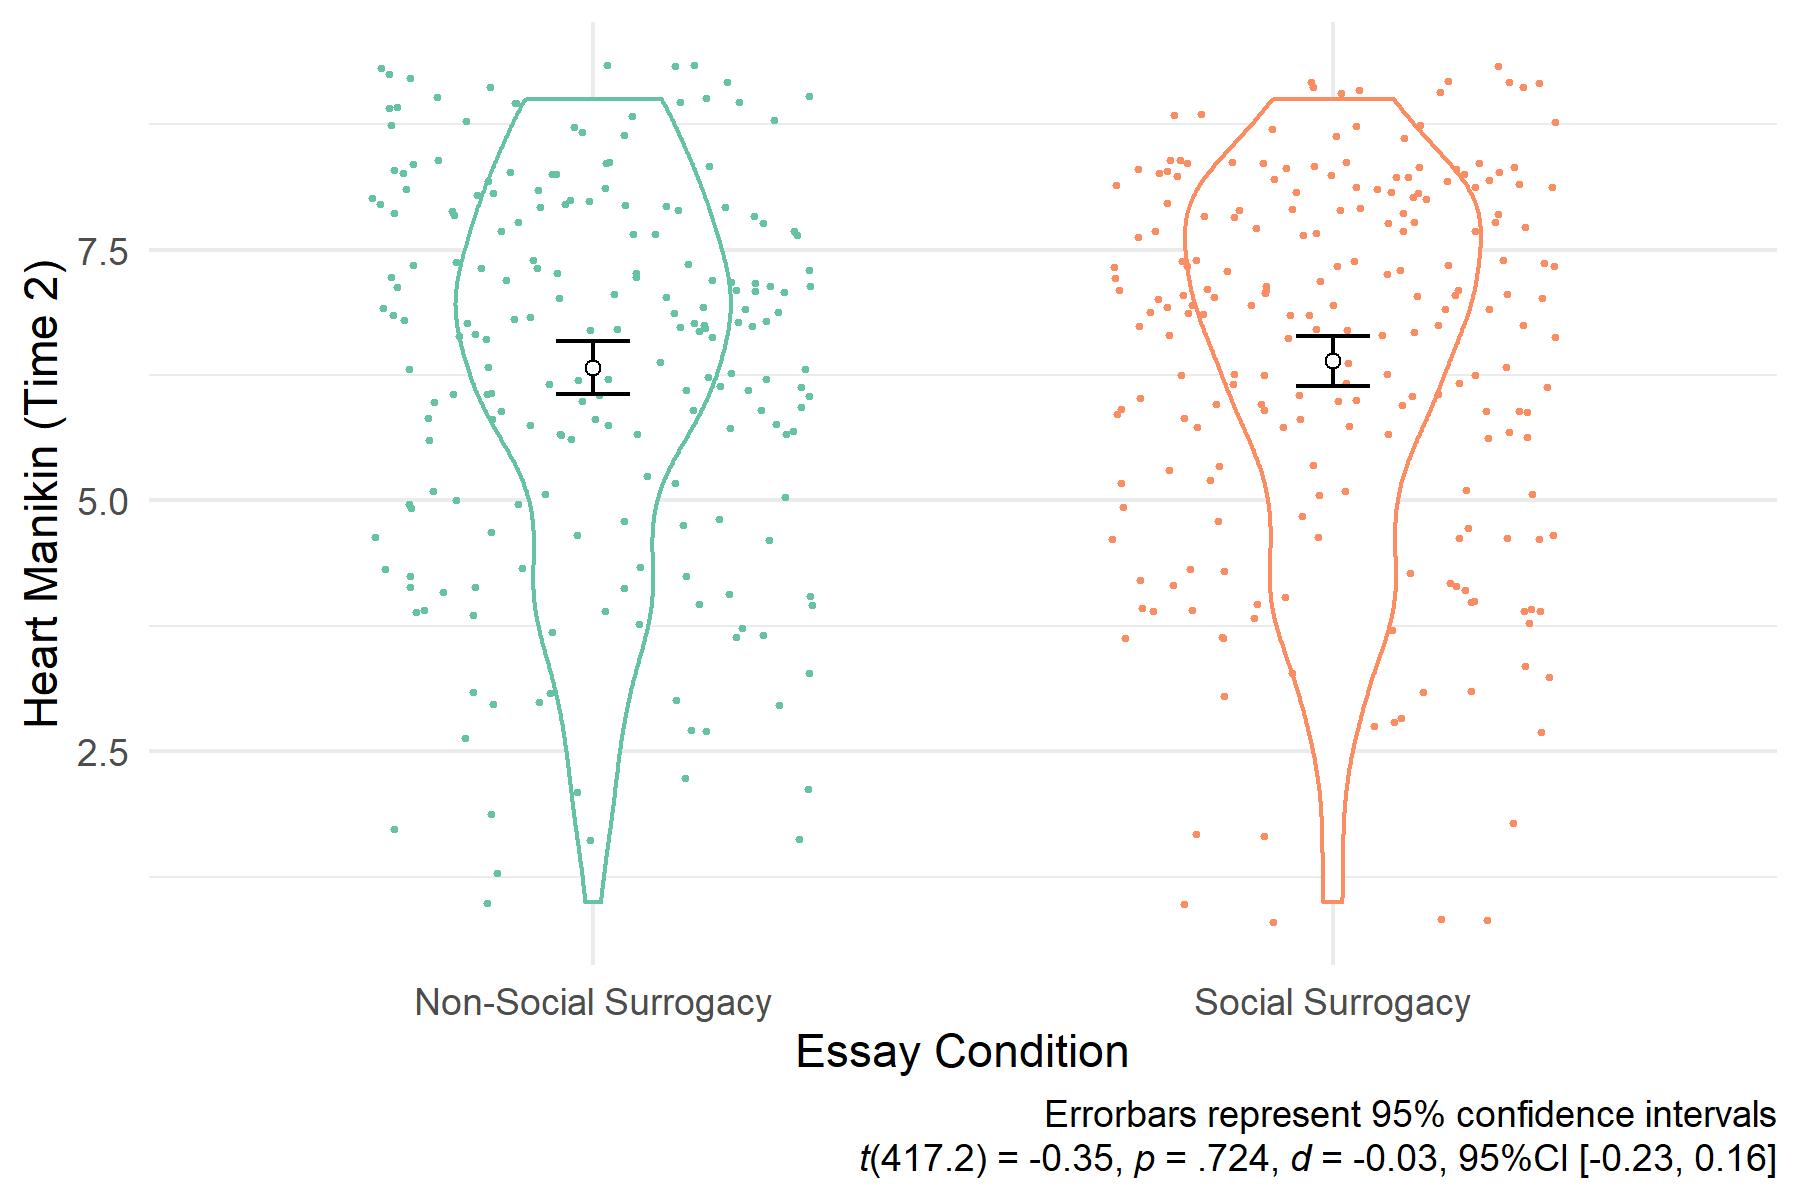 Heart Manikin (Time 2)
7.5
5.0
2.5
Non-Social Surrogacy
Social Surrogacy
Essay Condition
Errorbars represent 95% confidence intervals
t(417.2) = -0.35, p = .724, d = -0.03, 95%CI [-0.23, 0.16]